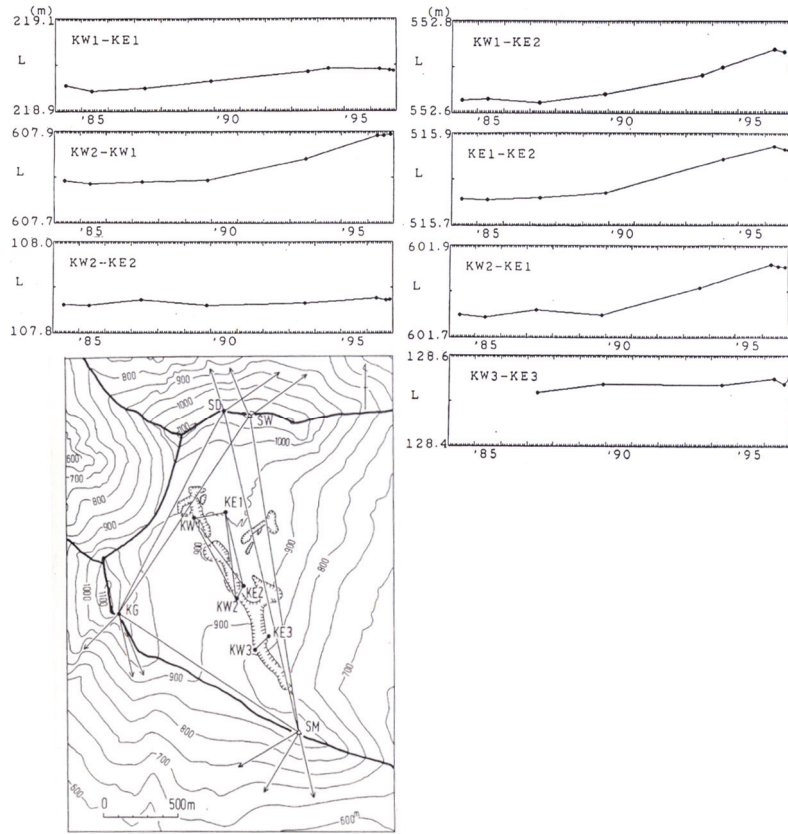 (m)
219.1
KW1-KE1
L
218.9
'85
'90
'95
607.9
KW2-KW1
L
607.7
'85
'90
'95
108.0
KW2-KE2
L
107.8
'85
'90
'95
(m)
552.8
KW1-KE2
L
552.6
'85
'90
'95
515.9
KE1-KE2
L
515.7
'85
'90
'95
601.9
KW2-KE1
L
601.7
'85
'90
'95
128.6
KW3-KE3
L
128.4
'85
'90
'95
800
900
1000
SD
SW
1000
600
700
800
900
KE1
KW
900
900
800
1000
1100
KG
KE2
KW2
900
KE3
KW3
700
900
SM
800
700
600
0 500m
600m